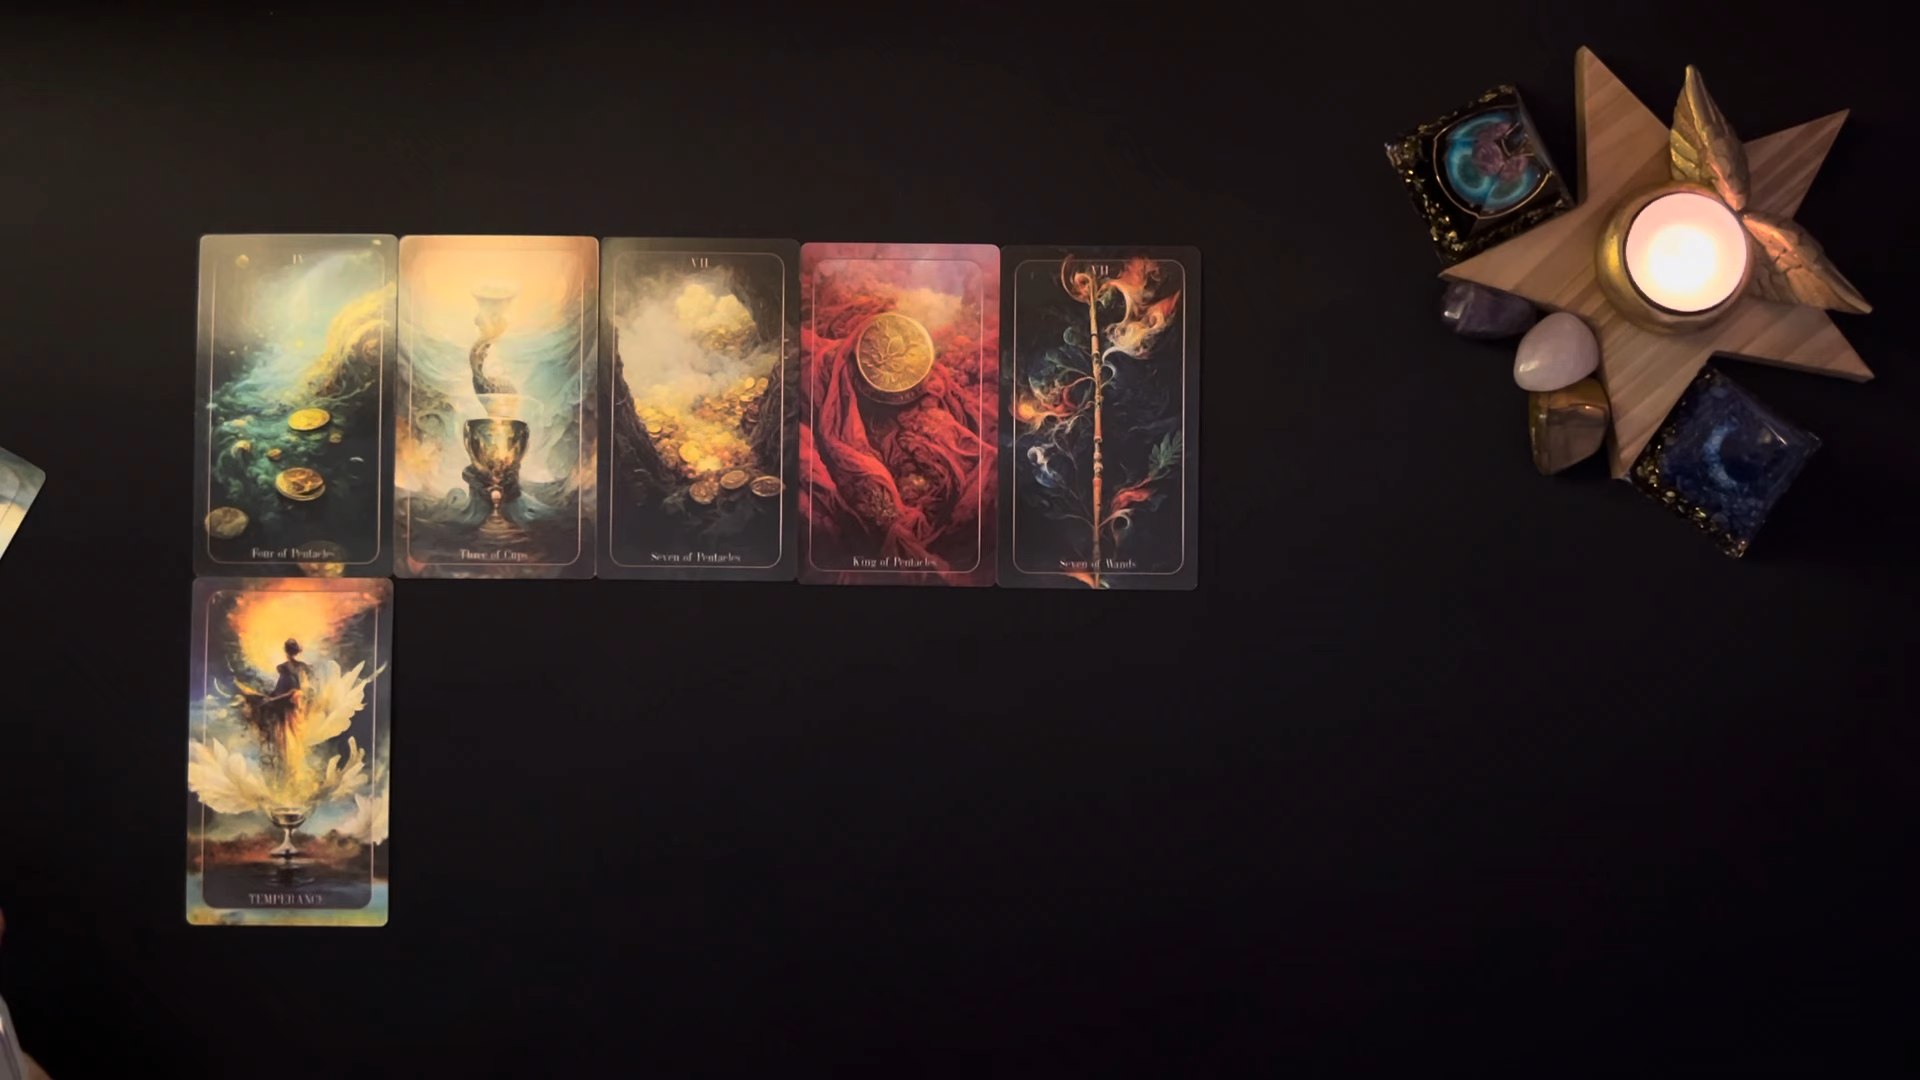 IV
VII
VII
Four of Pentacles
Three of Cups
Seven of Pentacles
King of Pentacles
Seven of Wands
TEMPERANCE